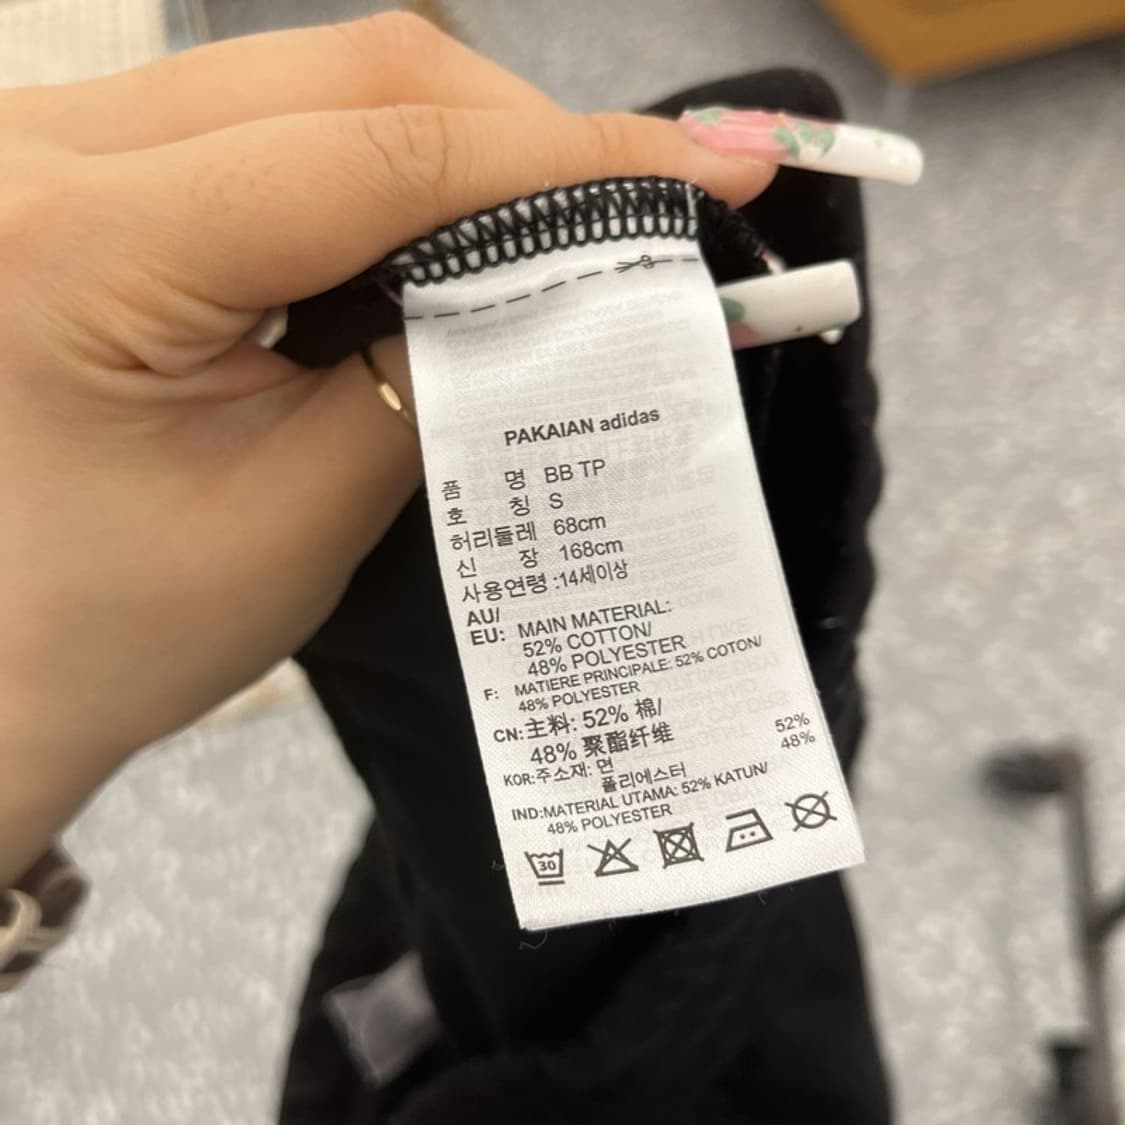 PAKAIAN adidas
품 명 BB TP
호 칭 S
허리둘레 68cm
신 장 168cm
사용연령 :14세이상
AU/
EU: MAIN MATERIAL:
52% COTTON/
48% POLYESTER
F: MATIERE PRINCIPALE: 52% COTON/
48% POLYESTER
CN:主料: 52% 棉/
48% 聚酯纤维
KOR:주소재: 면 52%
폴리에스터 48%
IND:MATERIAL UTAMA: 52% KATUN/
48% POLYESTER
30